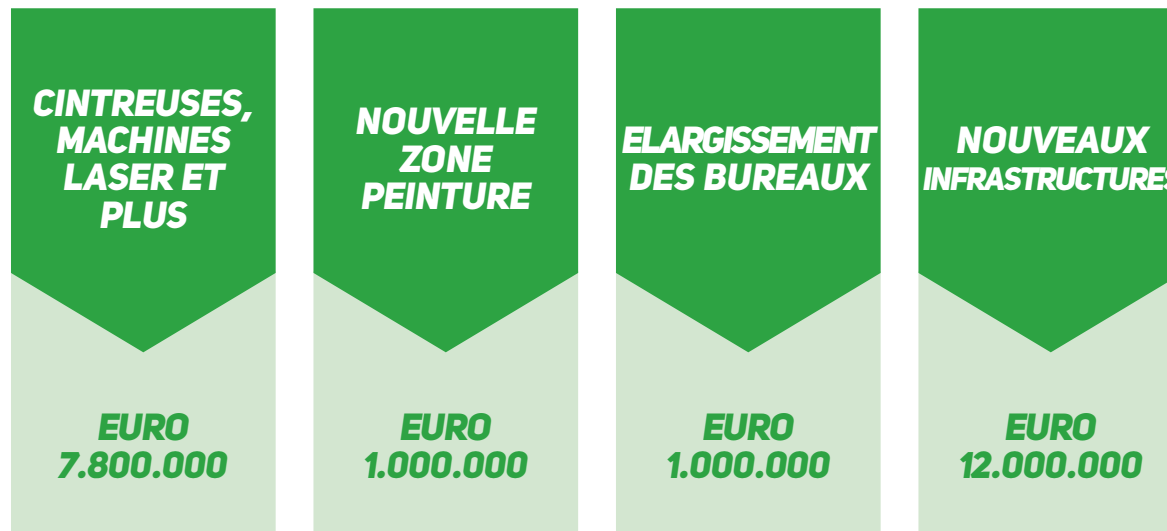 CINTREUSES,
MACHINES
LASER ET
PLUS
EURO
7.800.000
NOUVELLE
ZONE
PEINTURE
EURO
1.000.000
ELARGISSEMENT
DES BUREAUX
EURO
1.000.000
NOUVEAUX
INFRASTRUCTURES
EURO
12.000.000